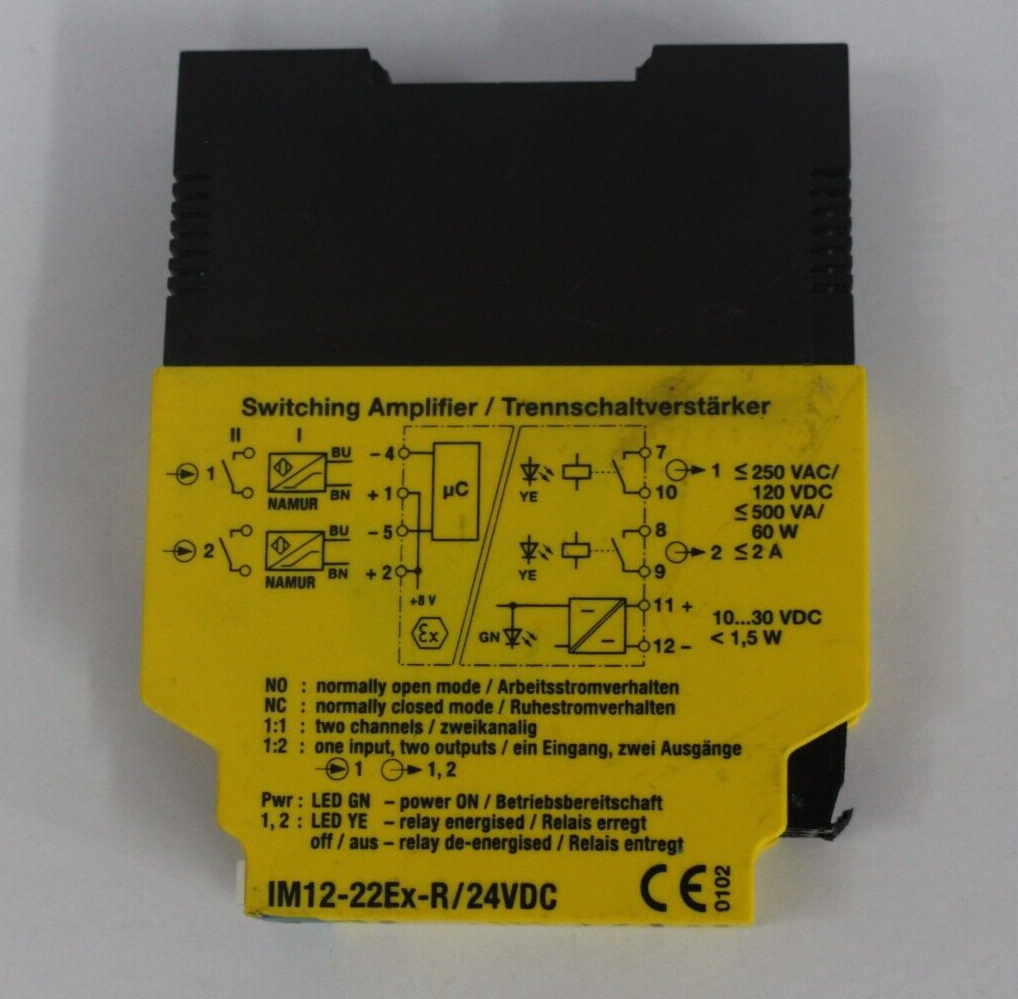 Switching Amplifier / Trennschaltverstärker
II I
1 BU – 4 7 1 ≤ 250 VAC/
BN + 1 µC YE 10 120 VDC
NAMUR ≤ 500 VA/
2 BU – 5 8 60 W
BN + 2 YE 9 2 ≤ 2 A
NAMUR
+8 V 11 + 10...30 VDC
Ex GN 12 – < 1,5 W
NO : normally open mode / Arbeitsstromverhalten
NC : normally closed mode / Ruhestromverhalten
1:1 : two channels / zweikanalig
1:2 : one input, two outputs / ein Eingang, zwei Ausgänge
1 1, 2
Pwr : LED GN – power ON / Betriebsbereitschaft
1, 2 : LED YE – relay energised / Relais erregt
off / aus – relay de-energised / Relais entregt
IM12-22Ex-R/24VDC CE 0102